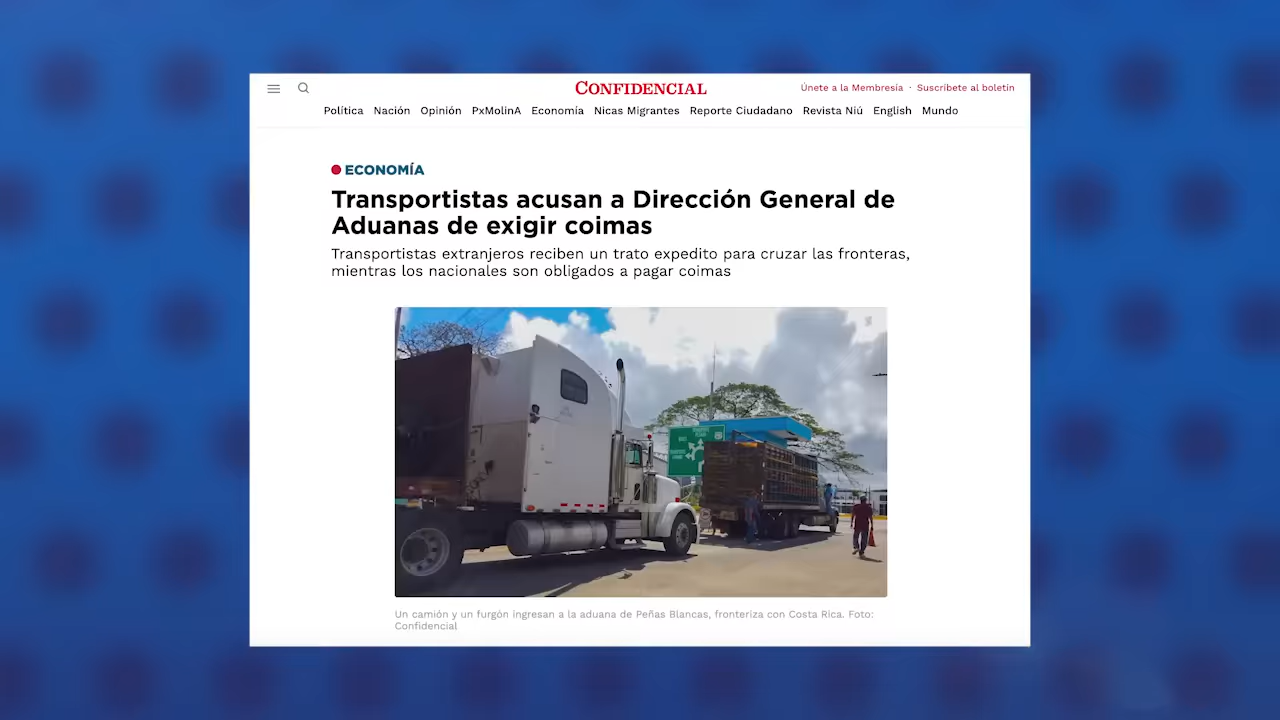 CONFIDENCIAL
Únete a la Membresía · Suscribete al boletín
Política Nación Opinión PxMolinA Economía Nicas Migrantes Reporte Ciudadano Revista Niú English Mundo
ECONOMÍA
Transportistas acusan a Dirección General de
Aduanas de exigir coimas
Transportistas extranjeros reciben un trato expedito para cruzar las fronteras,
mientras los nacionales son obligados a pagar coimas
Un camión y un furgón ingresan a la aduana de Peñas Blancas, fronteriza con Costa Rica. Foto:
Confidencial